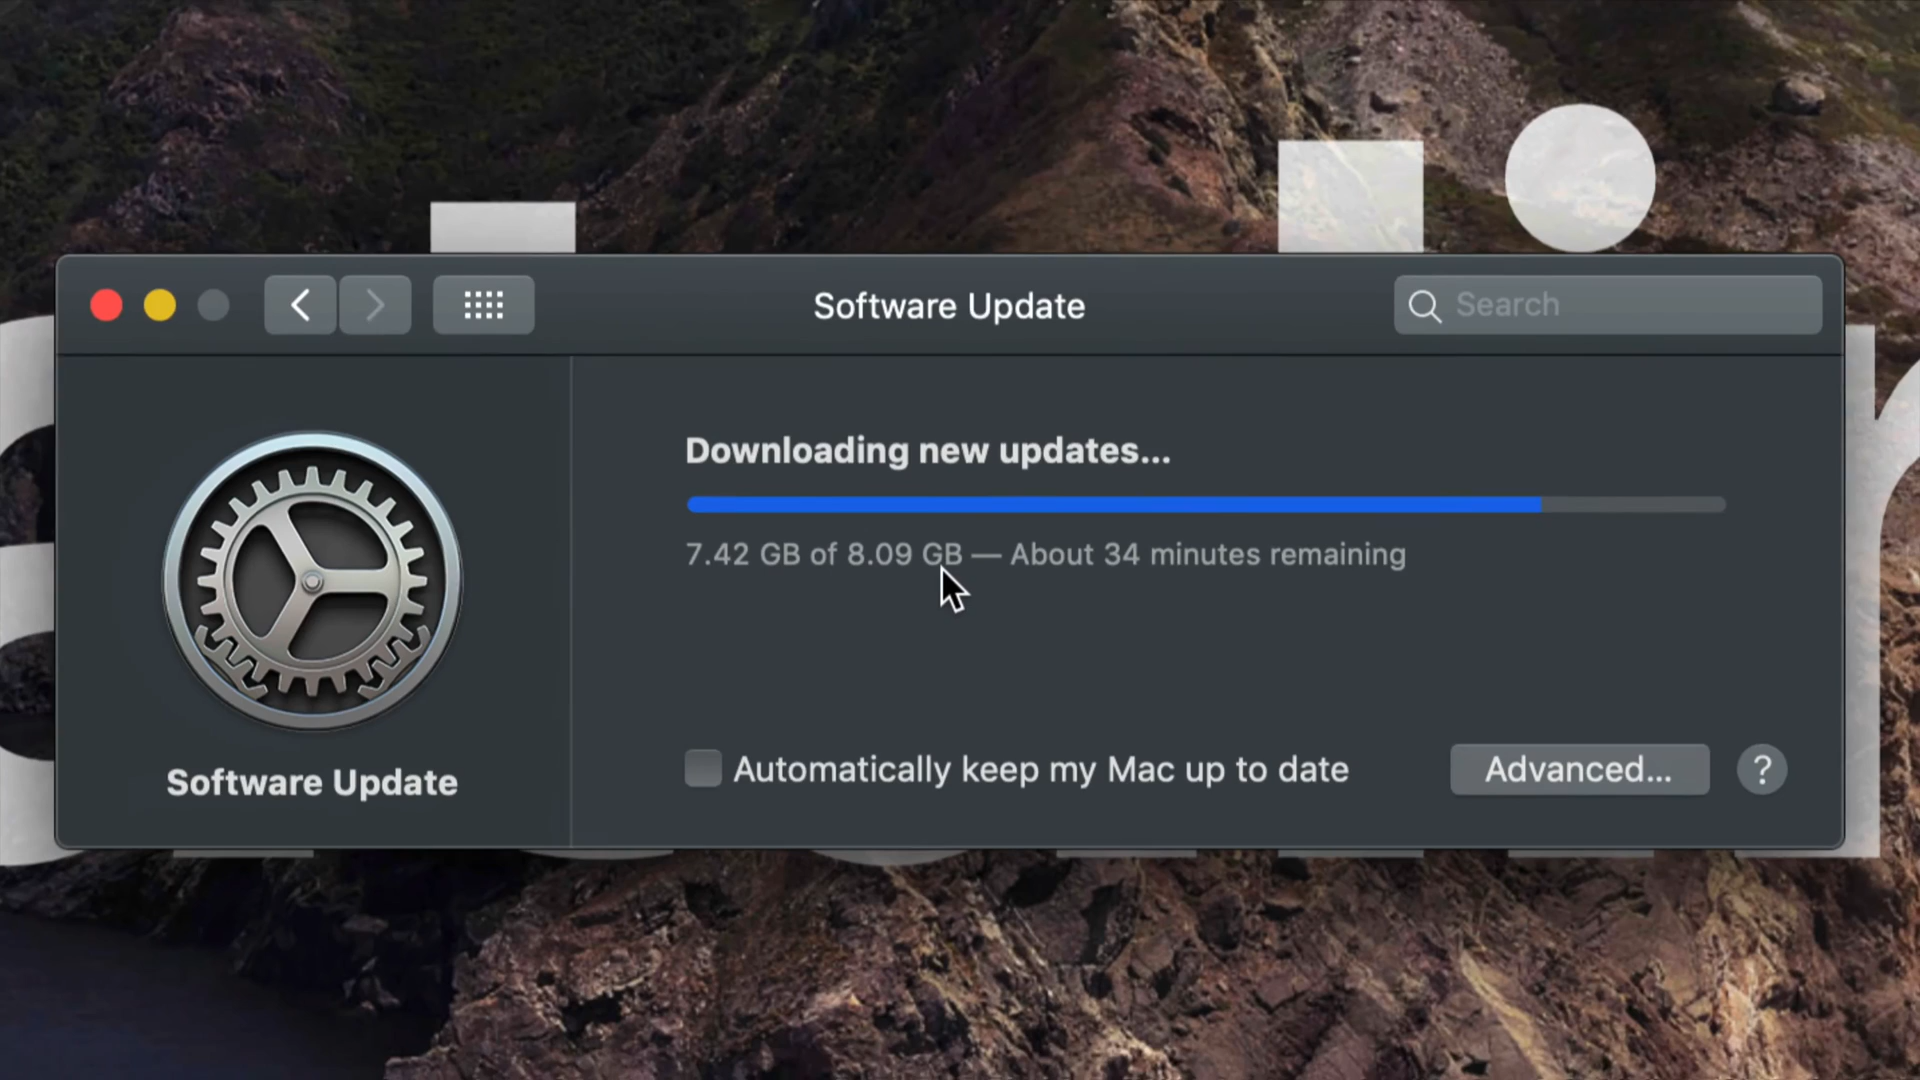 Software Update
Search
Downloading new updates...
7.42 GB of 8.09 GB — About 34 minutes remaining
Software Update
Automatically keep my Mac up to date
Advanced...
?